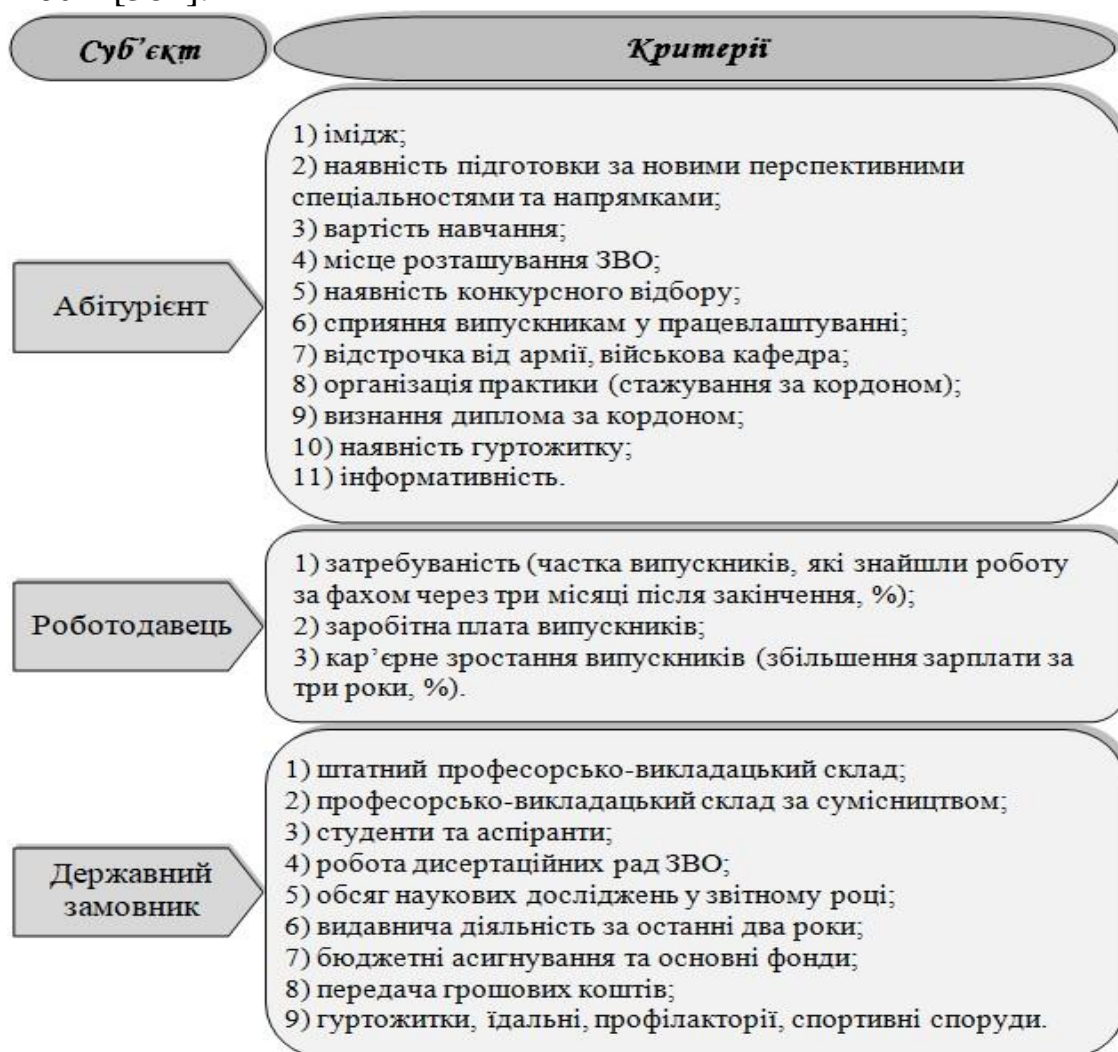 Суб’єкт
Критерії
Абітурієнт
1) імідж;
2) наявність підготовки за новими перспективними
спеціальностями та напрямками;
3) вартість навчання;
4) місце розташування ЗВО;
5) наявність конкурсного відбору;
6) сприяння випускникам у працевлаштуванні;
7) відстрочка від армії, військова кафедра;
8) організація практики (стажування за кордоном);
9) визнання диплома за кордоном;
10) наявність гуртожитку;
11) інформативність.
Роботодавець
1) затребуваність (частка випускників, які знайшли роботу
за фахом через три місяці після закінчення, %);
2) заробітна плата випускників;
3) кар’єрне зростання випускників (збільшення зарплати за
три роки, %).
Державний
замовник
1) штатний професорсько-викладацький склад;
2) професорсько-викладацький склад за сумісництвом;
3) студенти та аспіранти;
4) робота дисертаційних рад ЗВО;
5) обсяг наукових досліджень у звітному році;
6) видавнича діяльність за останні два роки;
7) бюджетні асигнування та основні фонди;
8) передача грошових коштів;
9) гуртожитки, їдальні, профілакторії, спортивні споруди.